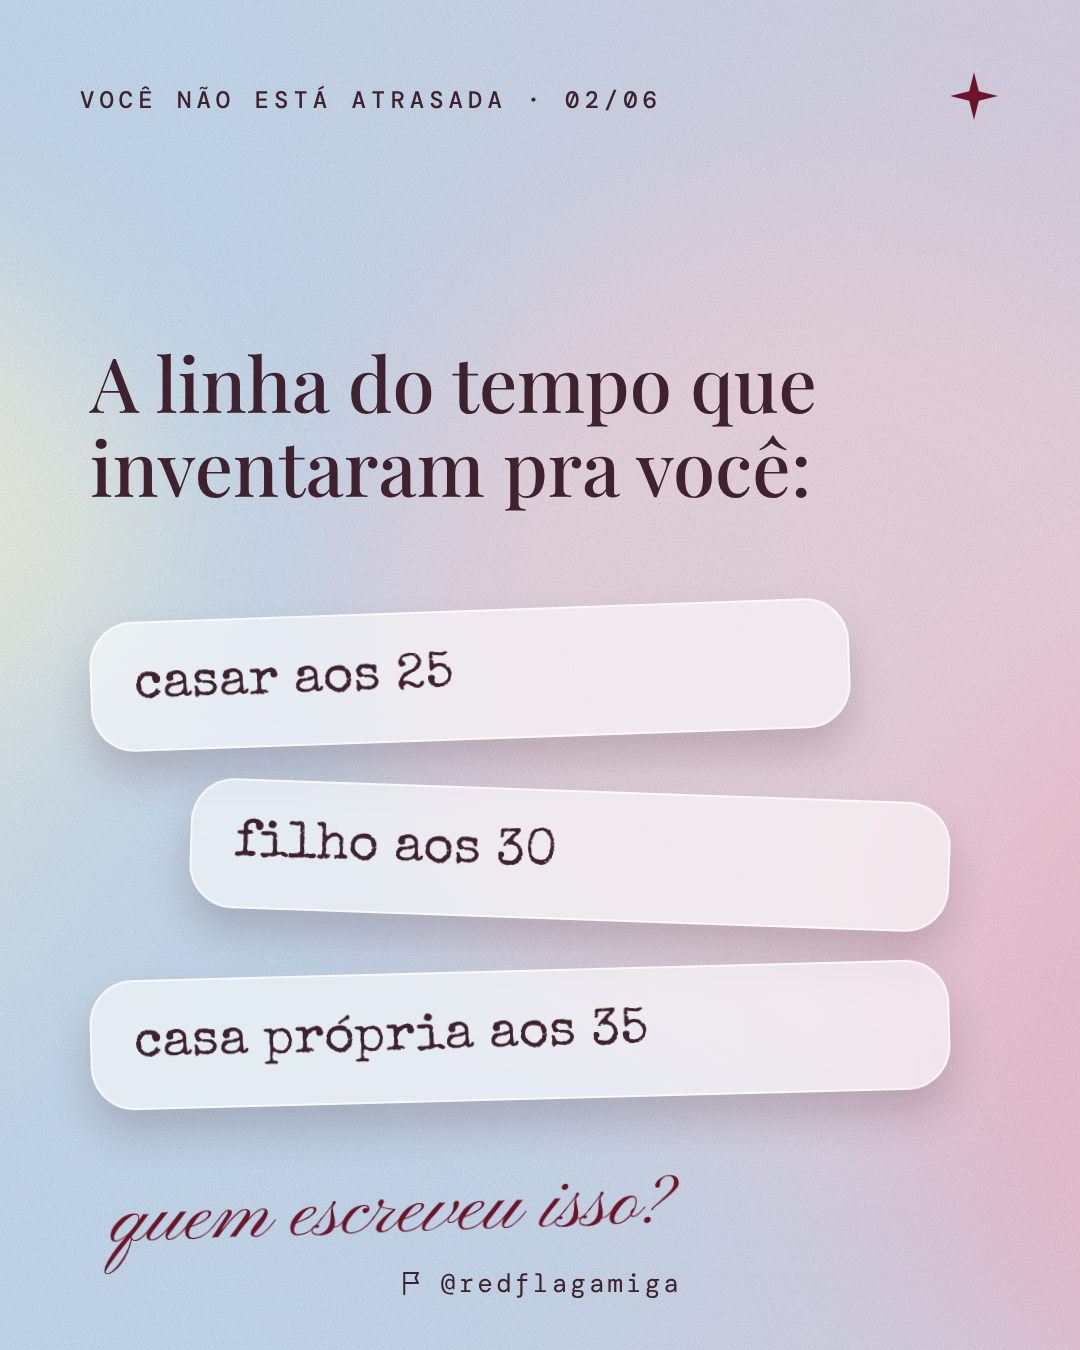 VOCÊ NÃO ESTÁ ATRASADA · 02/06
A linha do tempo que
inventaram pra você:
casar aos 25
filho aos 30
casa própria aos 35
quem escreveu isso?
@redflagamiga